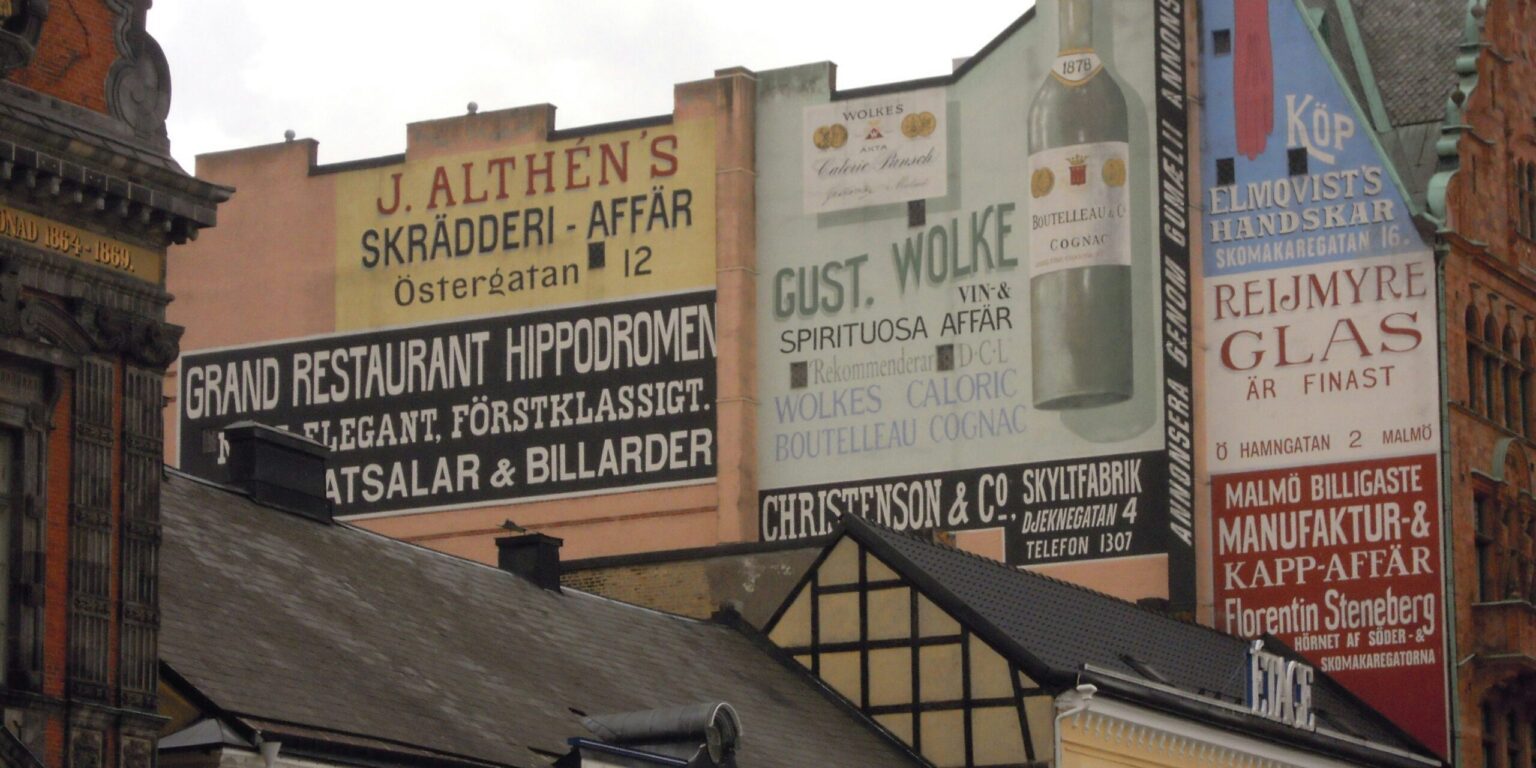 NAD 1864-1869.
J. ALTHÉN'S
SKRÄDDERI - AFFÄR
Östergatan 12
GRAND RESTAURANT HIPPODROMEN
ELEGANT, FÖRSTKLASSIGT.
ATSALAR & BILLARDER
WOLKES
ÄKTA
Caloric Punsch
GUST. WOLKE
VIN-&
SPIRITUOSA AFFÄR
Rekommenderar D.C.L
WOLKES CALORIC
BOUTELLEAU COGNAC
1878
BOUTELLEAU & Co
COGNAC
CHRISTENSON & Co.,
SKYLTFABRIK
DJEKNEGATAN 4
TELEFON 1307
ANNONSERA GENOM GUMÆLII ANNONS
KÖP
ELMQVIST'S
HANDSKAR
SKOMAKAREGATAN 16.
REIJMYRE
GLAS
ÄR FINAST
Ö HAMNGATAN 2 MALMÖ
MALMÖ BILLIGASTE
MANUFAKTUR-&
KAPP-AFFÄR
Florentin Steneberg
HÖRNET AF SÖDER-&
SKOMAKAREGATORNA
ÉTAGE